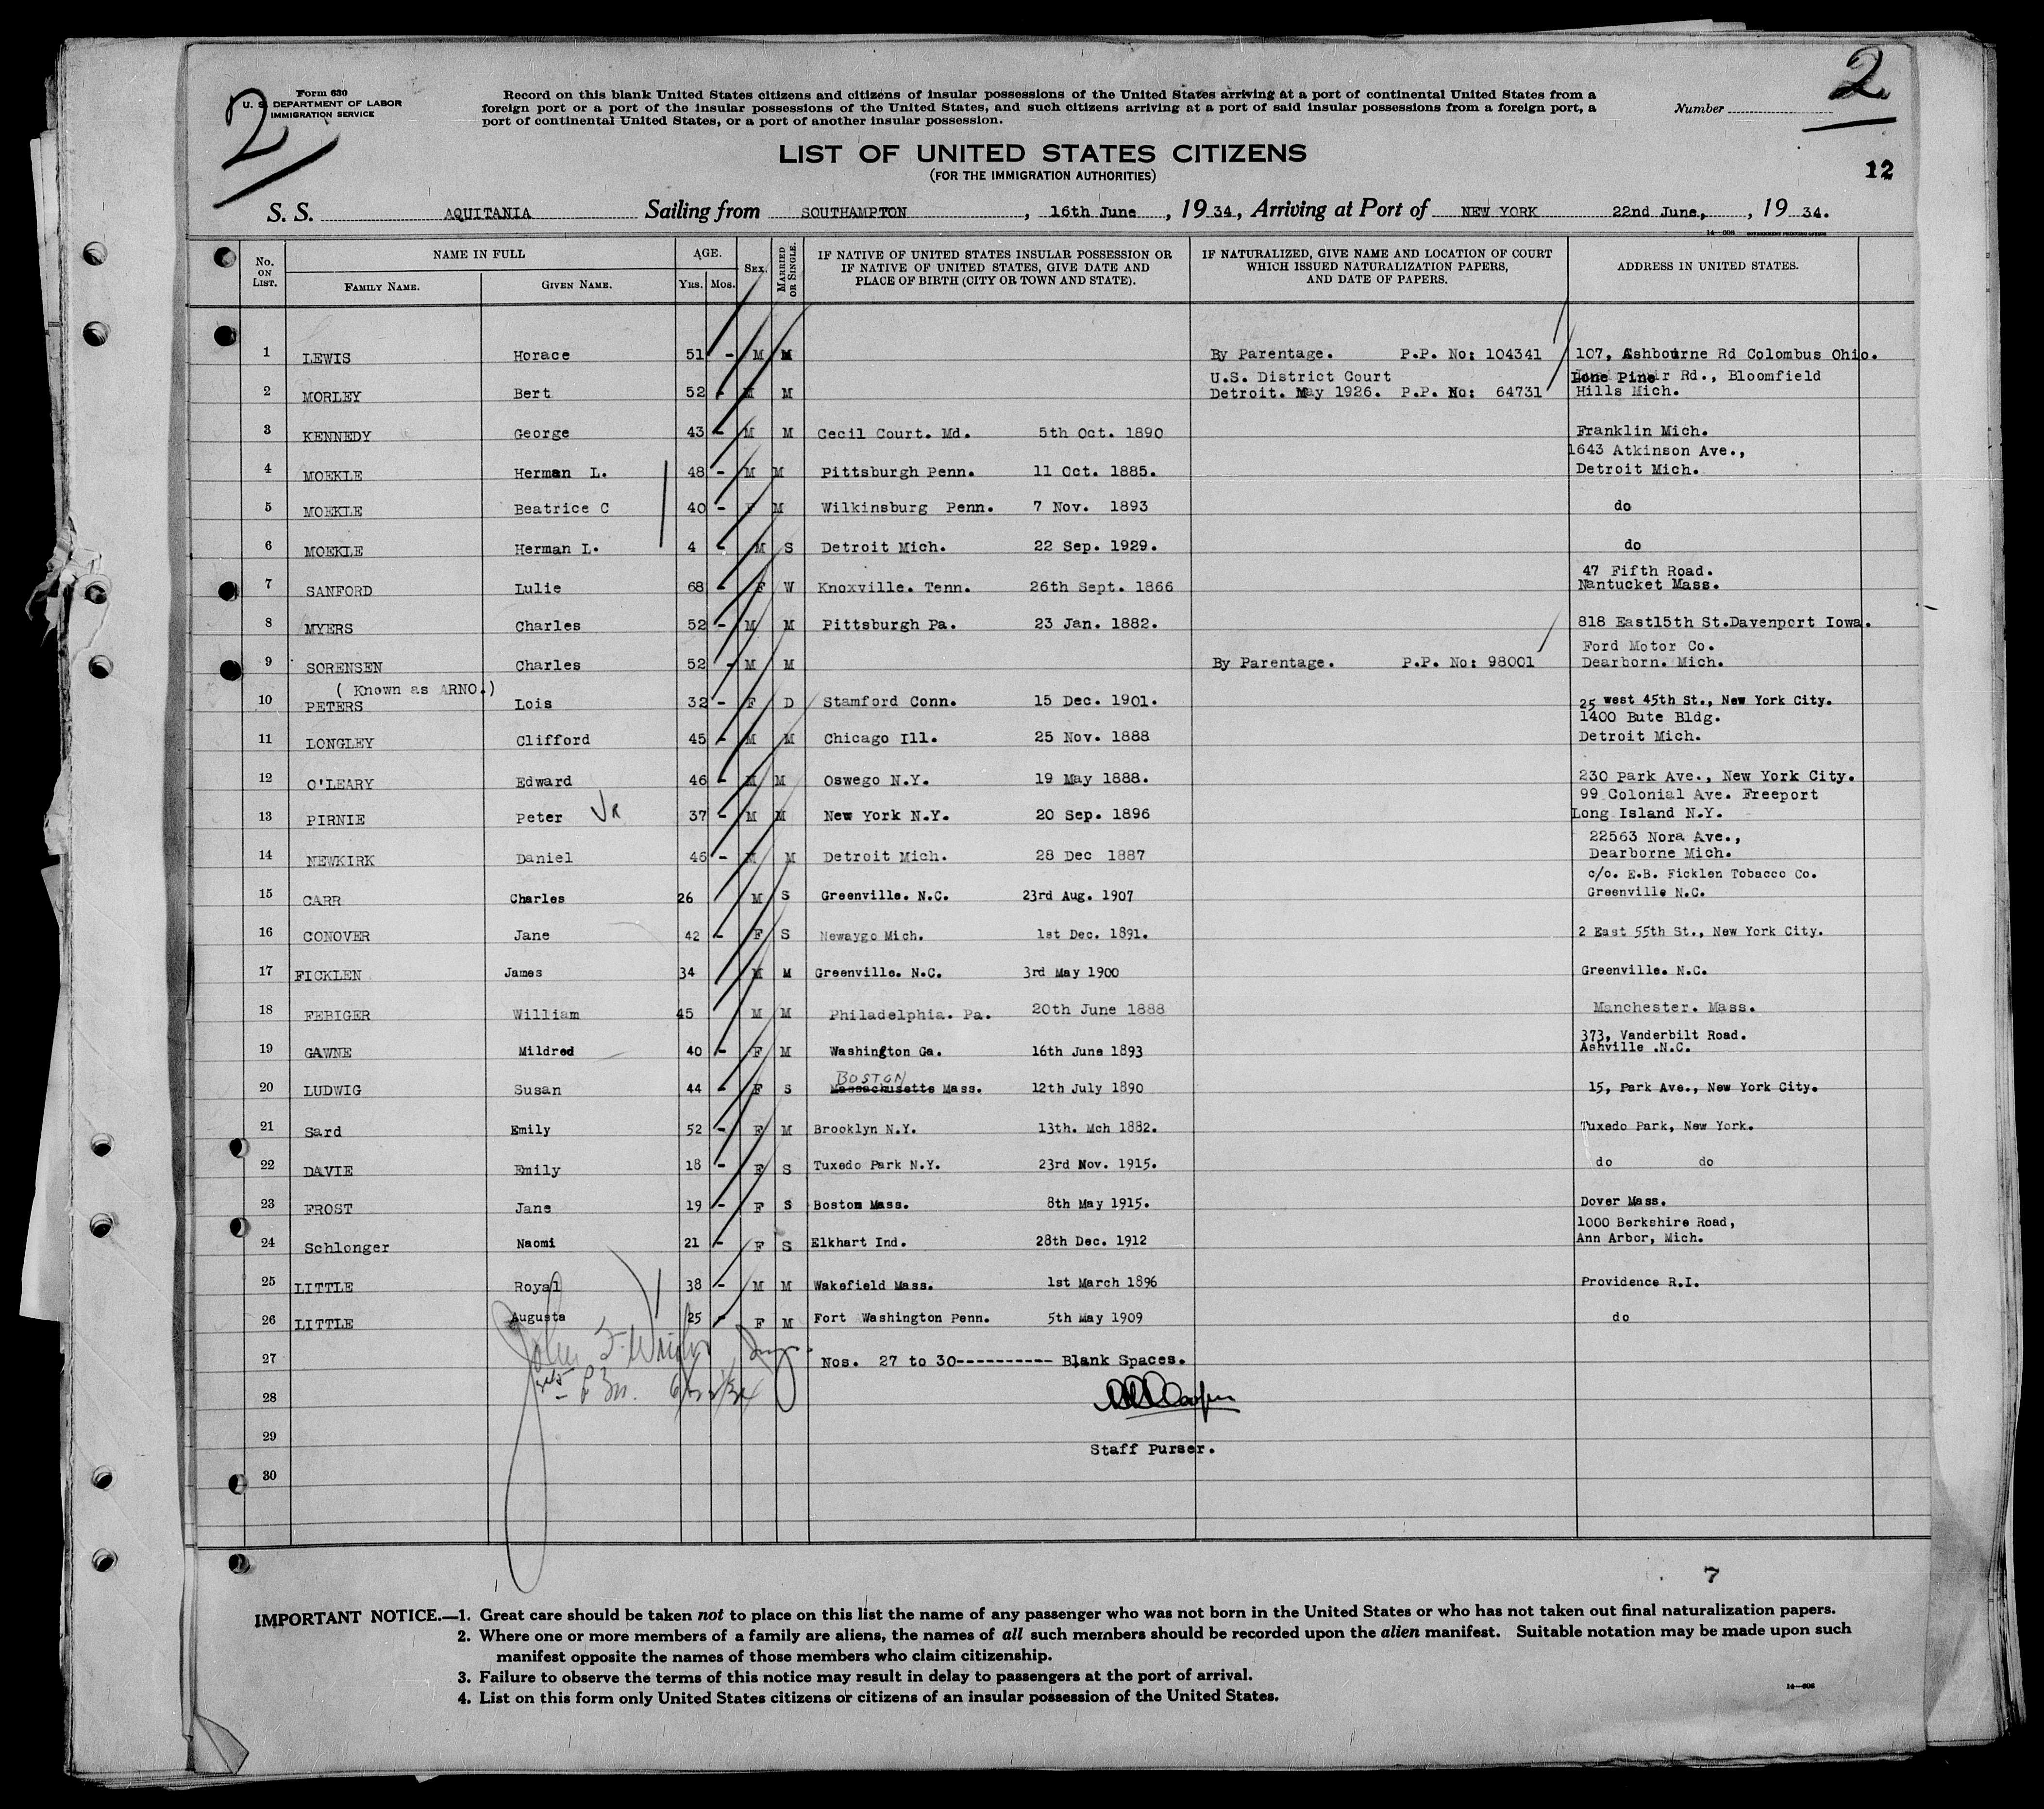 2
2
Form 630
U. S. DEPARTMENT OF LABOR
IMMIGRATION SERVICE
Record on this blank United States citizens and citizens of insular possessions of the United States arriving at a port of continental United States from a
foreign port or a port of the insular possessions of the United States, and such citizens arriving at a port of said insular possessions from a foreign port, a
port of continental United States, or a port of another insular possession.
Number
LIST OF UNITED STATES CITIZENS
(FOR THE IMMIGRATION AUTHORITIES)
12
S. S. AQUITANIA Sailing from SOUTHAMPTON, 16th June, 1934, Arriving at Port of NEW YORK 22nd June, , 19 34.
14—608 GOVERNMENT PRINTING OFFICE
No. ON LIST. NAME IN FULL FAMILY NAME. GIVEN NAME. AGE. YRS. MOS. SEX. MARRIED OR SINGLE. IF NATIVE OF UNITED STATES INSULAR POSSESSION OR IF NATIVE OF UNITED STATES, GIVE DATE AND PLACE OF BIRTH (CITY OR TOWN AND STATE). IF NATURALIZED, GIVE NAME AND LOCATION OF COURT WHICH ISSUED NATURALIZATION PAPERS, AND DATE OF PAPERS. ADDRESS IN UNITED STATES.
1 LEWIS Horace 51 - M M By Parentage. P.P. No: 104341 107, Ashbourne Rd Colombus Ohio.
U.S. District Court Lone Pine Rd., Bloomfield
2 MORLEY Bert 52 - M M Detroit. May 1926. P.P. No: 64731 Hills Mich.
3 KENNEDY George 43 - M M Cecil Court. Md. 5th Oct. 1890 Franklin Mich.
1643 Atkinson Ave.,
4 MOEKLE Herman L. 48 - M M Pittsburgh Penn. 11 Oct. 1885. Detroit Mich.
5 MOEKLE Beatrice C 40 - F M Wilkinsburg Penn. 7 Nov. 1893 do
6 MOEKLE Herman L. 4 - M S Detroit Mich. 22 Sep. 1929. do
47 Fifth Road.
7 SANFORD Lulie 68 - F W Knoxville. Tenn. 26th Sept. 1866 Nantucket Mass.
8 MYERS Charles 52 - M M Pittsburgh Pa. 23 Jan. 1882. 818 East15th St.Davenport Iowa.
Ford Motor Co.
9 SORENSEN Charles 52 - M M By Parentage. P.P. No: 98001 Dearborn. Mich.
( Known as ARNO.)
10 PETERS Lois 32 - F D Stamford Conn. 15 Dec. 1901. 25 west 45th St., New York City.
1400 Bute Bldg.
11 LONGLEY Clifford 45 - M M Chicago Ill. 25 Nov. 1888 Detroit Mich.
12 O'LEARY Edward 46 - M M Oswego N.Y. 19 May 1888. 230 Park Ave., New York City.
99 Colonial Ave. Freeport
13 PIRNIE Peter JR 37 - M M New York N.Y. 20 Sep. 1896 Long Island N.Y.
22563 Nora Ave.,
14 NEWKIRK Daniel 46 - M M Detroit Mich. 28 Dec 1887 Dearborne Mich.
c/o. E.B. Ficklen Tobacco Co.
15 CARR Charles 26 M S Greenville. N.C. 23rd Aug. 1907 Greenville N.C.
16 CONOVER Jane 42 - F S Newaygo Mich. 1st Dec. 1891. 2 East 55th St., New York City.
17 FICKLEN James 34 M M Greenville. N.C. 3rd May 1900 Greenville. N.C.
18 FEBIGER William 45 M M Philadelphia. Pa. 20th June 1888 Manchester. Mass.
373, Vanderbilt Road.
19 GAWNE Mildred 40 - F M Washington Ga. 16th June 1893 Ashville .N.C.
BOSTON
20 LUDWIG Susan 44 - F S Massachusetts Mass. 12th July 1890 15, Park Ave., New York City.
21 Sard Emily 52 - F M Brooklyn N.Y. 13th. Mch 1882. Tuxedo Park, New York.
22 DAVIE Emily 18 - F S Tuxedo Park N.Y. 23rd Nov. 1915. do do
23 FROST Jane 19 - F S Boston Mass. 8th May 1915. Dover Mass.
1000 Berkshire Road,
24 Schlonger Naomi 21 - F S Elkhart Ind. 28th Dec. 1912 Ann Arbor, Mich.
25 LITTLE Royal 38 - M M Wakefield Mass. 1st March 1896 Providence R.I.
26 LITTLE Augusta 25 - F M Fort Washington Penn. 5th May 1909 do
27 Nos. 27 to 30---------- Blank Spaces.
John F.
28 6/22/34
29 Staff Purser.
30
7
IMPORTANT NOTICE.—1. Great care should be taken not to place on this list the name of any passenger who was not born in the United States or who has not taken out final naturalization papers.
2. Where one or more members of a family are aliens, the names of all such members should be recorded upon the alien manifest. Suitable notation may be made upon such
manifest opposite the names of those members who claim citizenship.
3. Failure to observe the terms of this notice may result in delay to passengers at the port of arrival.
4. List on this form only United States citizens or citizens of an insular possession of the United States.
14—608